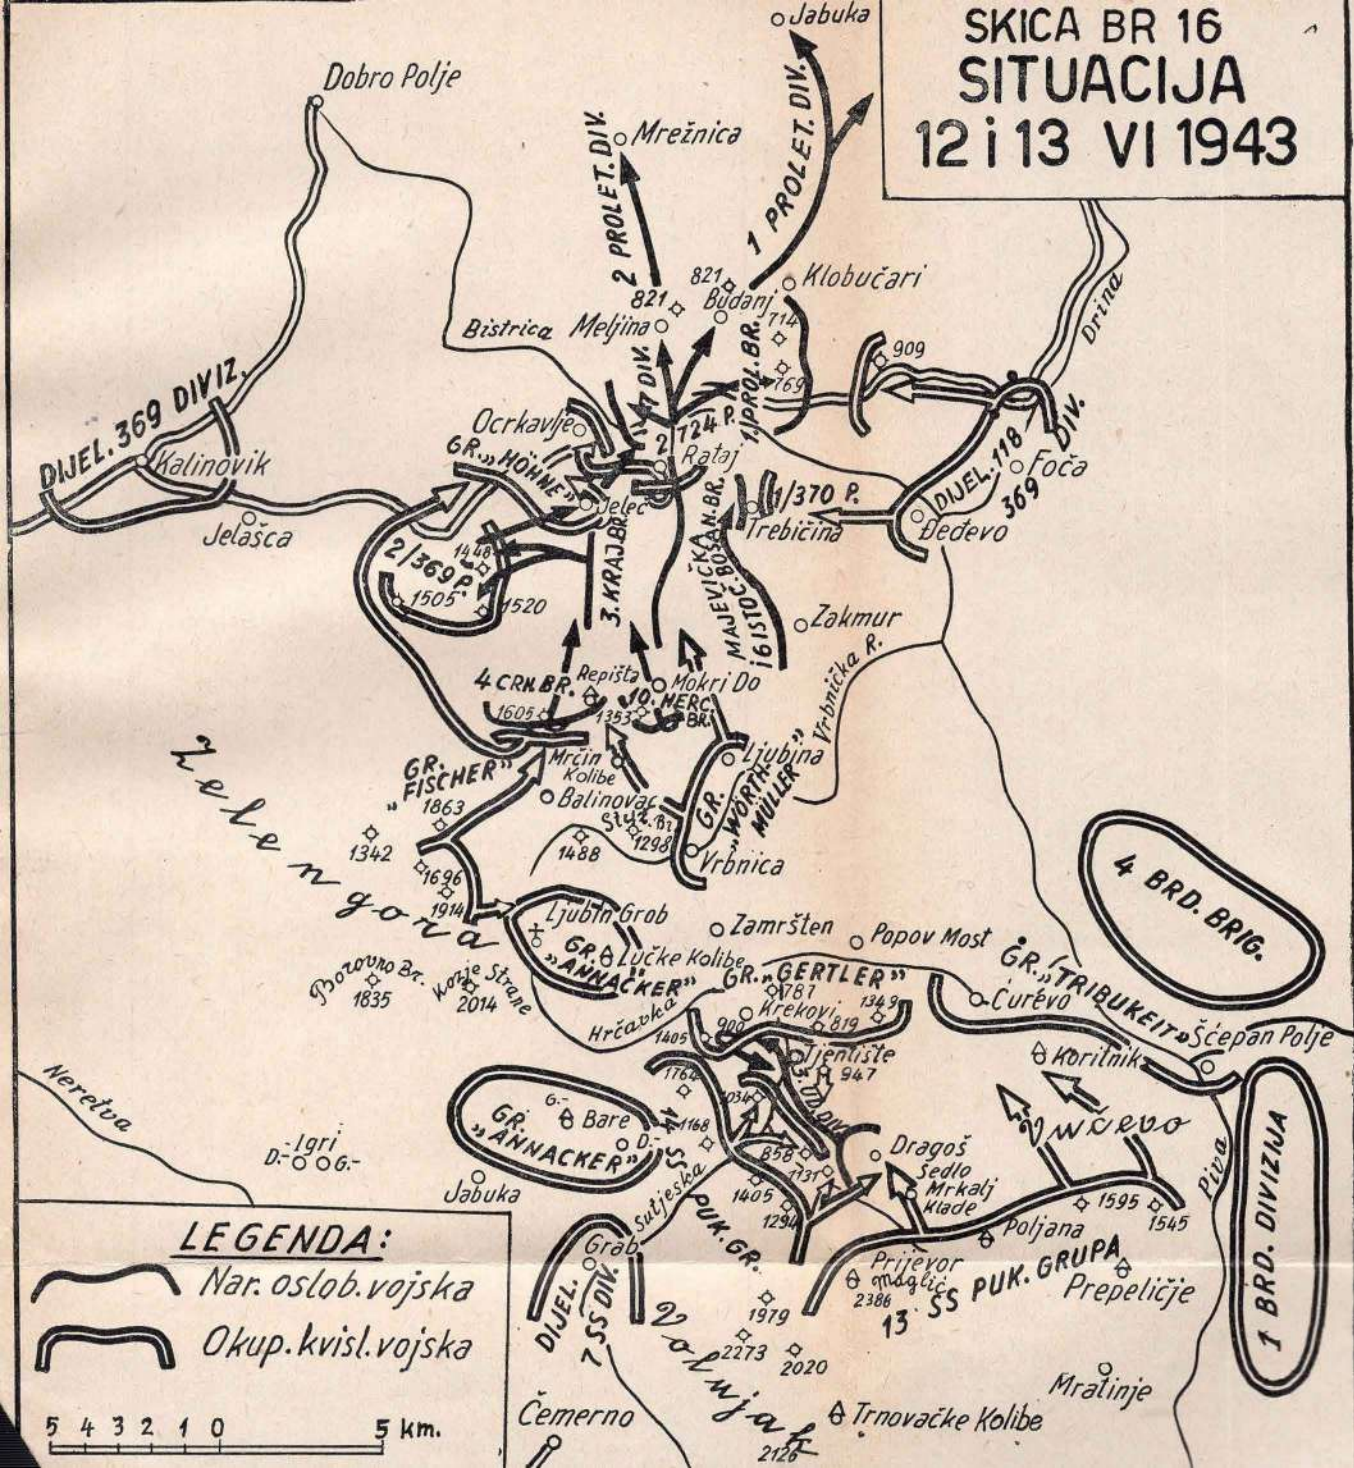 SKICA BR 16
SITUACIJA
12 i 13 VI 1943
Jabuka
Dobro Polje
Mrežnica
2 PROLET. DIV.
1 PROLET. DIV.
821
Budanj
Klobučari
821
Meljina
Bistrica
714
769
1. PROL. BR.
7 DIV.
909
Drina
DIJEL. 369 DIVIZ.
Kalinovik
Jelašca
Ocrkavlje
GR. „HÖHNE"
2
724 P.
Rataj
Jeleč
1/370 P.
Trebičina
DIJEL. 118
369
DIV.
Foča
Đeđevo
1448
2/369 P.
1505
1520
3. KRAJ. BR.
MAJEVIČKA
i 6 ISTOČ. BOSAN. BR.
Zakmur
Vrbnička R.
4 CRN. BR.
Repišta
Mokri Do
10. HERC.
BR.
1605
1353
Ljubina
GR.
„WÖRTH-
MÜLLER"
Mrčin
Kolibe
Balinovac
GR.
„FISCHER"
1863
1342
1696
1914
1488
1298
Vrbnica
Zelengora
Ljubin Grob
GR.
„ANNACKER"
Lučke Kolibe
Zamršten
Popov Most
4 BRD. BRIG.
Borovno Br.
1835
Kozje Strane
2014
Hrčavka
GR. „GERTLER"
787
Krekovi
1349
819
900
1405
Tjentište
947
Ćurevo
GR. „TRIBUKEIT"
Šćepan Polje
Koritnik
Neretva
Igri
D.-
G.-
GR.
„ANNACKER"
G.-
Bare
D.-
Jabuka
1764
1168
14 SS
PUK. GR.
Sutjeska
858
1131
1405
1294
Dragoš
Sedlo
Mrkalj
Klade
Vučevo
Piva
1595
1545
Poljana
Prijevor
Maglić
2386
13 SS PUK. GRUPA
Prepeličje
1 BRD. DIVIZIJA
Grab
DIJEL.
7 SS DIV.
Volujak
1979
2273
2020
2126
Mratinje
Trnovačke Kolibe
Čemerno
LEGENDA:
Nar. oslob. vojska
Okup. kvisl. vojska
5 4 3 2 1 0 5 km.